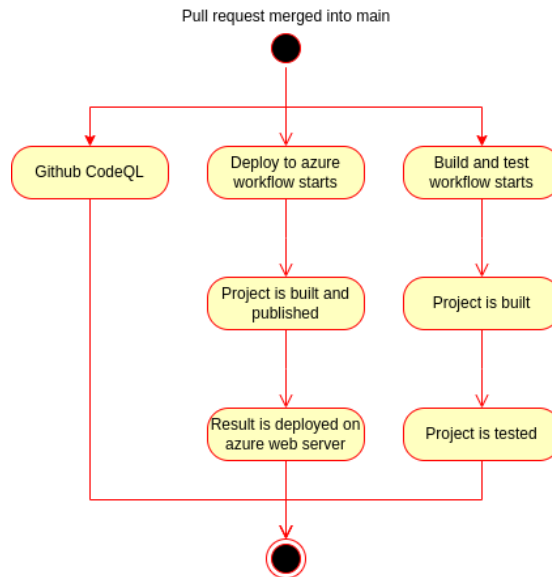 Pull request merged into main
Github CodeQL
Deploy to azure
workflow starts
Build and test
workflow starts
Project is built and
published
Project is built
Result is deployed on
azure web server
Project is tested